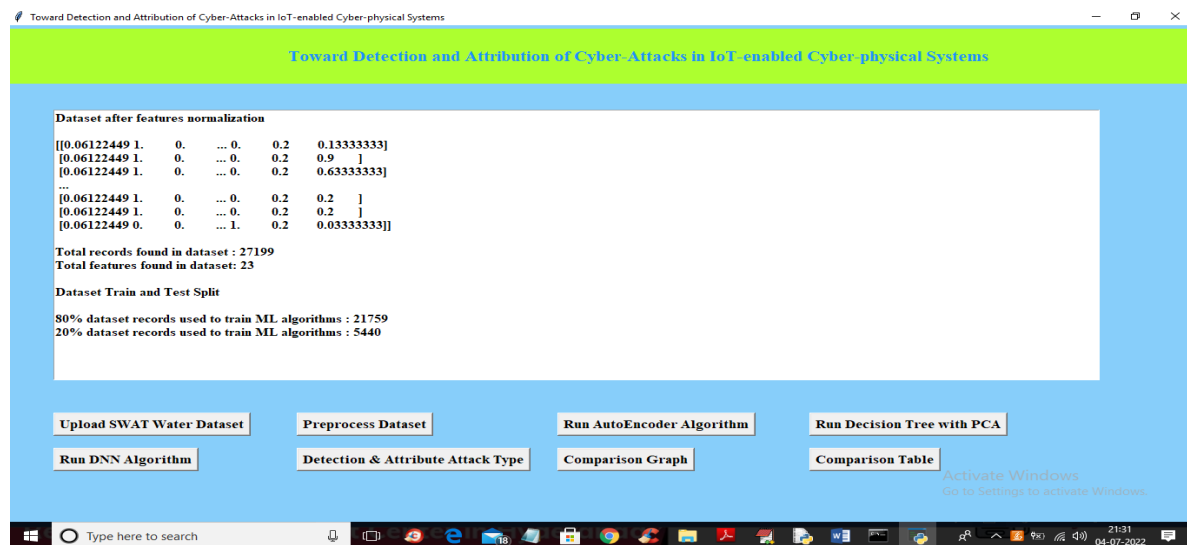 Toward Detection and Attribution of Cyber-Attacks in IoT-enabled Cyber-physical Systems
Toward Detection and Attribution of Cyber-Attacks in IoT-enabled Cyber-physical Systems
Dataset after features normalization
[[0.06122449 1. 0. ... 0. 0.2 0.13333333]
[0.06122449 1. 0. ... 0. 0.2 0.9 ]
[0.06122449 1. 0. ... 0. 0.2 0.63333333]
...
[0.06122449 1. 0. ... 0. 0.2 0.2 ]
[0.06122449 1. 0. ... 0. 0.2 0.2 ]
[0.06122449 0. 0. ... 1. 0.2 0.03333333]]
Total records found in dataset : 27199
Total features found in dataset: 23
Dataset Train and Test Split
80% dataset records used to train ML algorithms : 21759
20% dataset records used to train ML algorithms : 5440
Upload SWAT Water Dataset Preprocess Dataset Run AutoEncoder Algorithm Run Decision Tree with PCA
Run DNN Algorithm Detection & Attribute Attack Type Comparison Graph Comparison Table
Activate Windows
Go to Settings to activate Windows.
Type here to search 18 21:31
04-07-2022